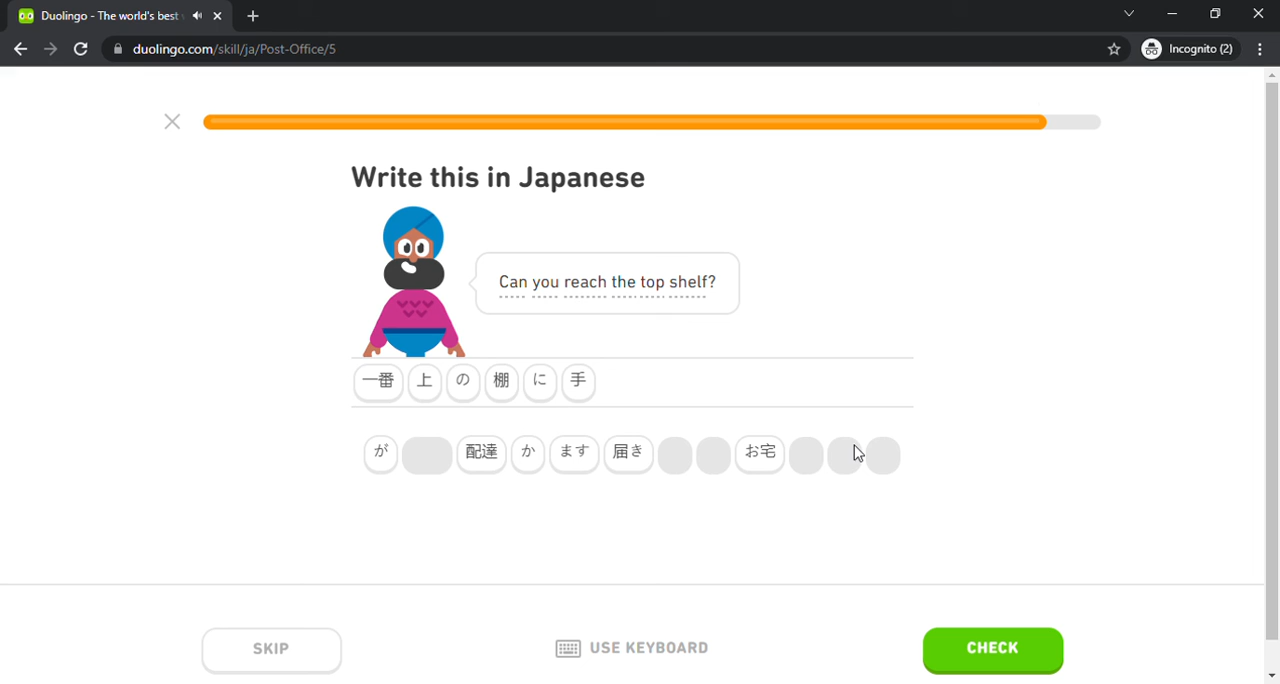 Duolingo - The world's best
duolingo.com/skill/ja/Post-Office/5
Incognito (2)
Write this in Japanese
Can you reach the top shelf?
一番 上 の 棚 に 手
が 配達 か ます 届き お宅
SKIP
USE KEYBOARD
CHECK